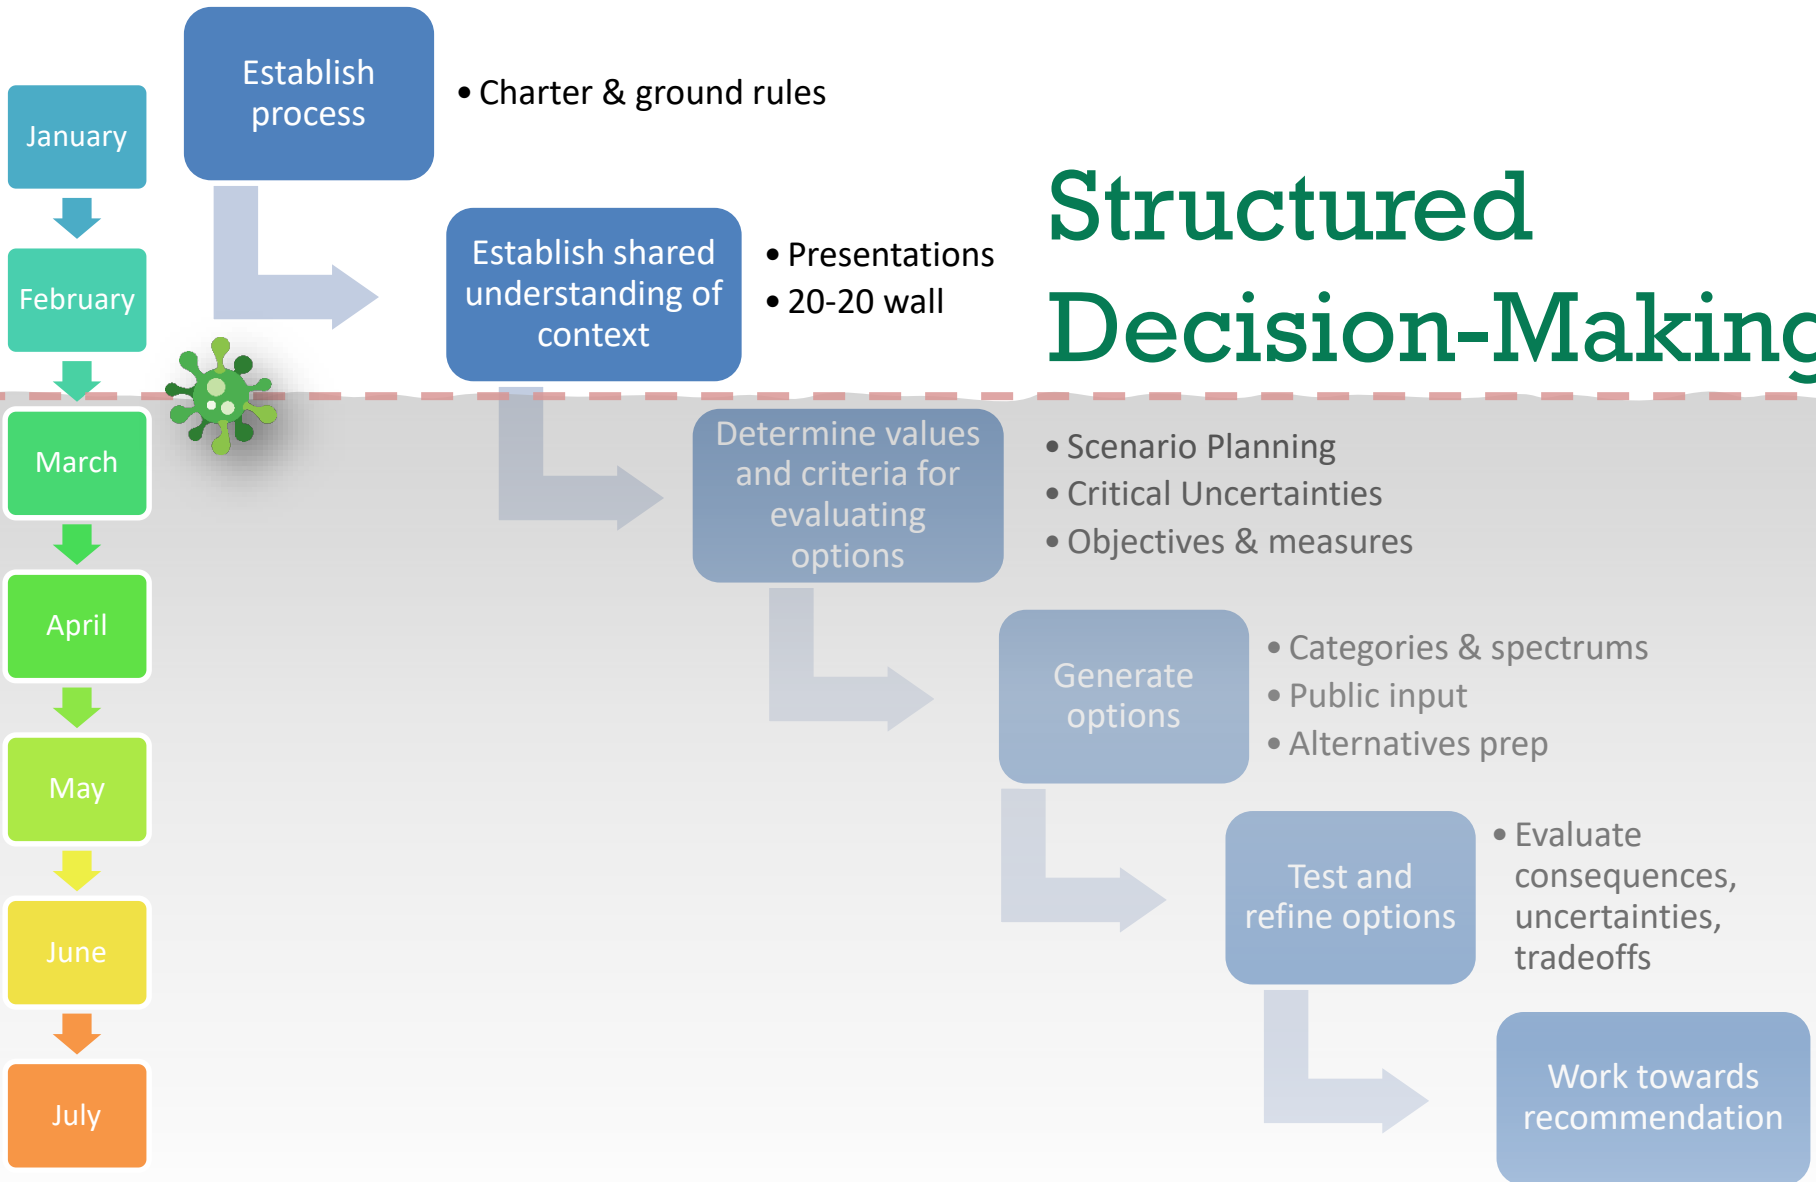 Structured
Decision-Making
January
February
March
April
May
June
July
Establish
process
• Charter & ground rules
Establish shared
understanding of
context
• Presentations
• 20-20 wall
Determine values
and criteria for
evaluating
options
• Scenario Planning
• Critical Uncertainties
• Objectives & measures
Generate
options
• Categories & spectrums
• Public input
• Alternatives prep
Test and
refine options
• Evaluate
consequences,
uncertainties,
tradeoffs
Work towards
recommendation